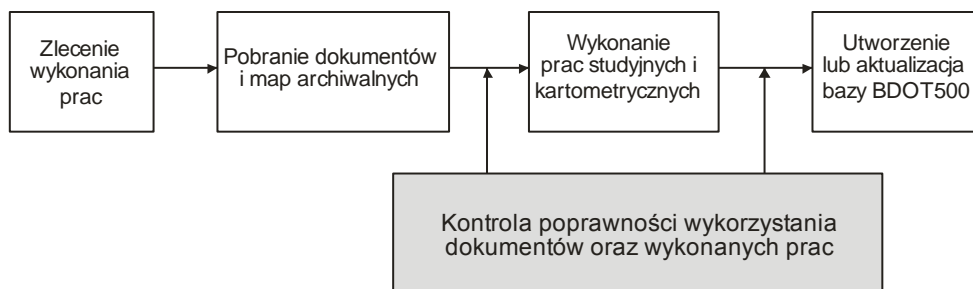 Zlecenie
wykonania
prac
Pobranie dokumentów
i map archiwalnych
Wykonanie
prac studyjnych i
kartometrycznych
Utworzenie
lub aktualizacja
bazy BDOT500
Kontrola poprawności wykorzystania
dokumentów oraz wykonanych prac